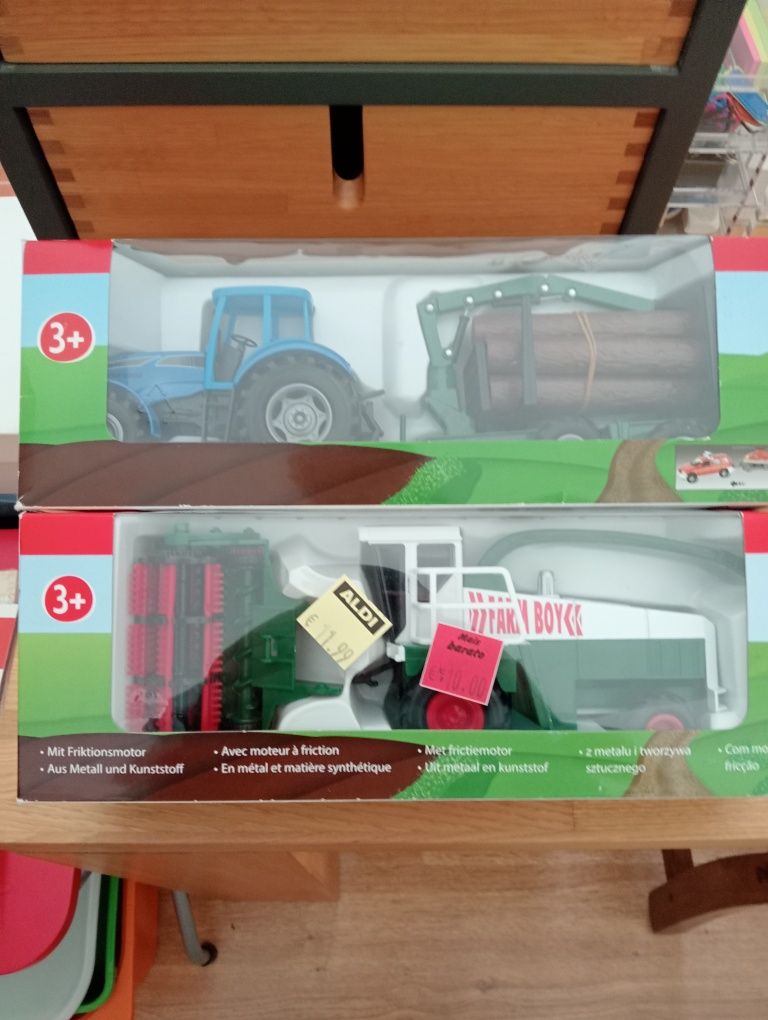 3+
3+
ALDI
€ 11.99
FARM BOY
Mais
barato
€ 10.00
• Mit Friktionsmotor
• Aus Metall und Kunststoff
• Avec moteur à friction
• En métal et matière synthétique
• Met frictiemotor
• Uit metaal en kunststof
• z metalu i tworzywa
sztucznego
• Com mo
fricção